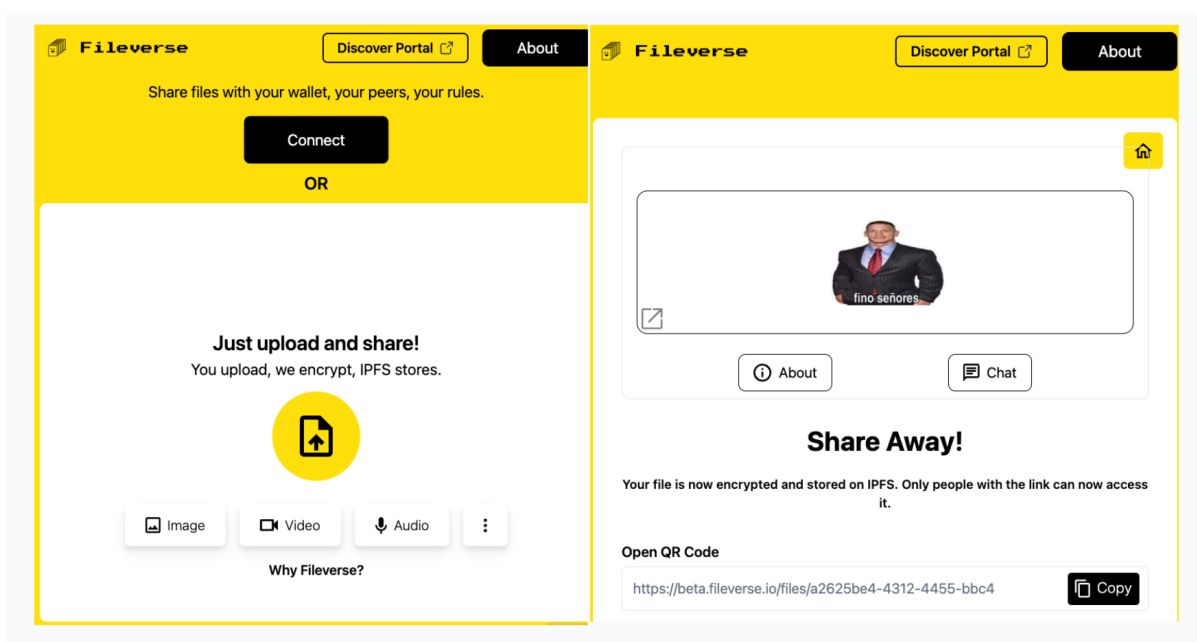 Fileverse
Discover Portal
About
Share files with your wallet, your peers, your rules.
Connect
OR
Just upload and share!
You upload, we encrypt, IPFS stores.
Image
Video
Audio
Why Fileverse?
Fileverse
Discover Portal
About
fino señores
About
Chat
Share Away!
Your file is now encrypted and stored on IPFS. Only people with the link can now access
it.
Open QR Code
https://beta.fileverse.io/files/a2625be4-4312-4455-bbc4
Copy